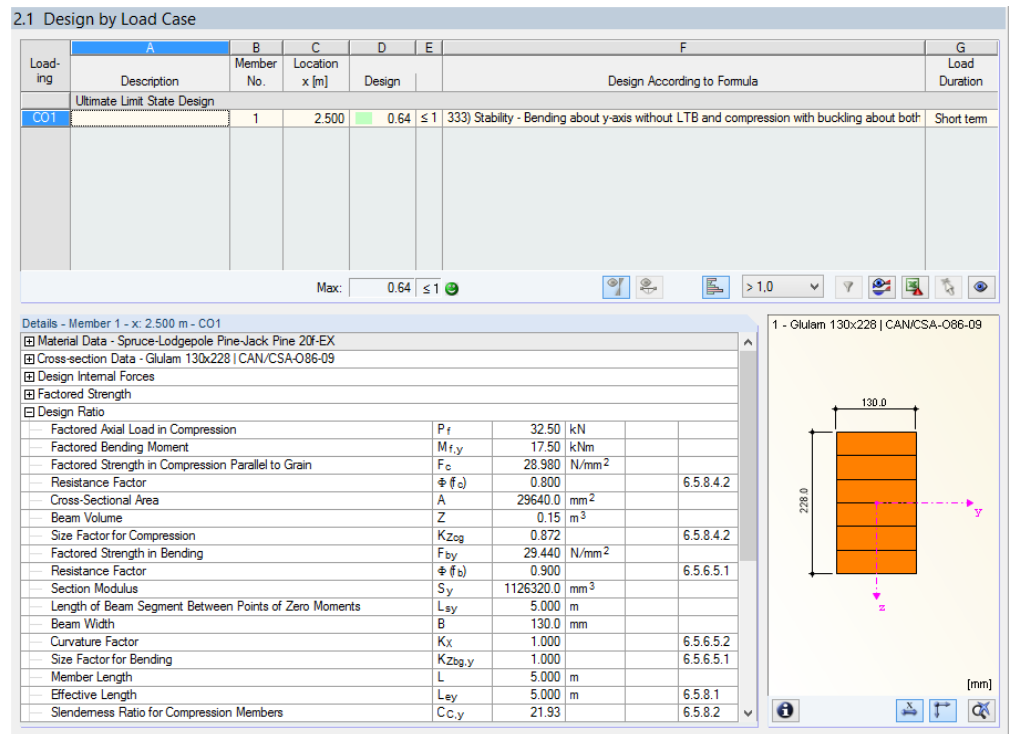 2.1 Design by Load Case
A B C D E F G
Load-ing Description Member No. Location x [m] Design Design According to Formula Load Duration
Ultimate Limit State Design
CO1 1 2.500 0.64 ≤ 1 333) Stability - Bending about y-axis without LTB and compression with buckling about both Short term
Max: 0.64 ≤ 1 > 1,0
Details - Member 1 - x: 2.500 m - CO1
Material Data - Spruce-Lodgepole Pine-Jack Pine 20f-EX
Cross-section Data - Glulam 130x228 | CAN/CSA-O86-09
Design Internal Forces
Factored Strength
Design Ratio
Factored Axial Load in Compression Pf 32.50 kN
Factored Bending Moment Mf,y 17.50 kNm
Factored Strength in Compression Parallel to Grain Fc 28.980 N/mm²
Resistance Factor Φ(fc) 0.800 6.5.8.4.2
Cross-Sectional Area A 29640.0 mm²
Beam Volume Z 0.15 m³
Size Factor for Compression KZcg 0.872 6.5.8.4.2
Factored Strength in Bending Fby 29.440 N/mm²
Resistance Factor Φ(fb) 0.900 6.5.6.5.1
Section Modulus Sy 1126320.0 mm³
Length of Beam Segment Between Points of Zero Moments Lsy 5.000 m
Beam Width B 130.0 mm
Curvature Factor KX 1.000 6.5.6.5.2
Size Factor for Bending KZbg,y 1.000 6.5.6.5.1
Member Length L 5.000 m
Effective Length Ley 5.000 m 6.5.8.1
Slenderness Ratio for Compression Members CC,y 21.93 6.5.8.2
1 - Glulam 130x228 | CAN/CSA-O86-09
130.0
228.0
y
z
[mm]